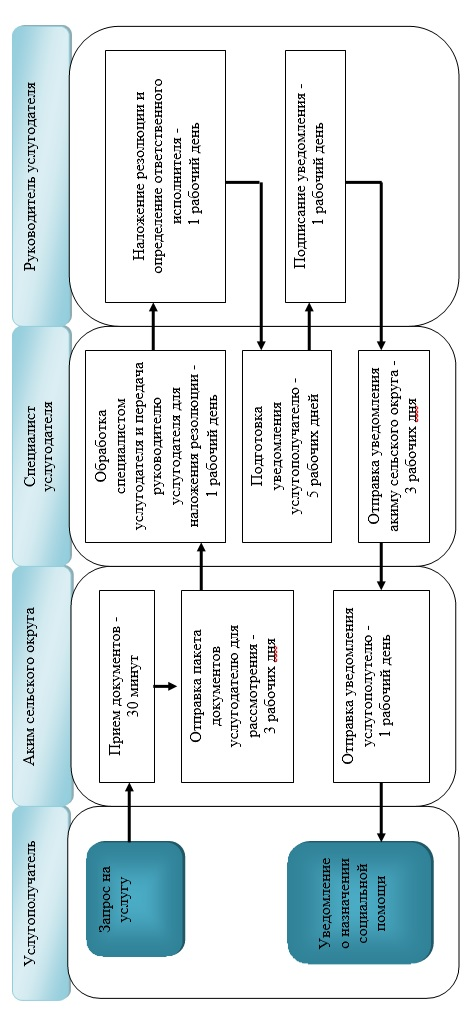 Услугополучатель
Аким сельского округа
Специалист
услугодателя
Руководитель услугодателя
Запрос на
услугу
Прием документов -
30 минут
Отправка пакета
документов
услугодателю для
рассмотрения -
3 рабочих дня
Обработка
специалистом
услугодателя и передача
руководителю
услугодателя для
наложения резолюции -
1 рабочий день
Наложение резолюции и
определение ответственного
исполнителя -
1 рабочий день
Подготовка
уведомления
услугополучателю -
5 рабочих дней
Подписание уведомления -
1 рабочий день
Отправка уведомления
акиму сельского округа -
3 рабочих дня
Отправка уведомления
услугополутелю -
1 рабочий день
Уведомление
о назначении
социальной
помощи